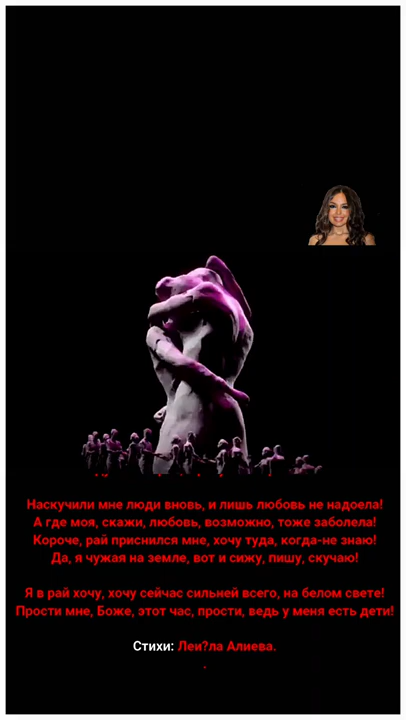 Наскучили мне люди вновь, и лишь любовь не надоела!
А где моя, скажи, любовь, возможно, тоже заболела!
Короче, рай приснился мне, хочу туда, когда-не знаю!
Да, я чужая на земле, вот и сижу, пишу, скучаю!
Я в рай хочу, хочу сейчас сильней всего, на белом свете!
Прости мне, Боже, этот час, прости, ведь у меня есть дети!
Стихи: Леи?ла Алиева.
.